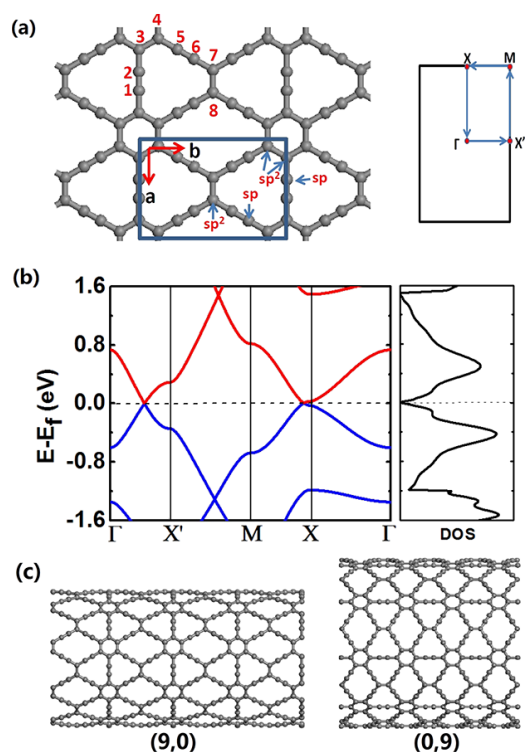 (a)
4
3 5
6
7
2
1
8
b
a
sp²
sp
sp
sp²
X M
Γ X'
(b)
1.6
0.8
0.0
-0.8
-1.6
E-E_f (eV)
Γ X' M X Γ
DOS
(c)
(9,0) (0,9)